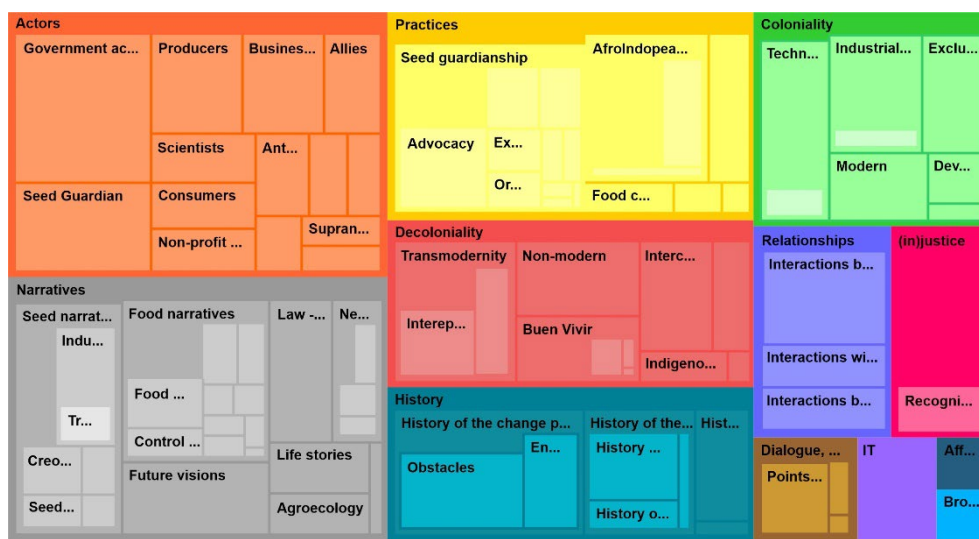 Actors
Government ac...
Producers
Busines...
Allies
Scientists
Ant...
Seed Guardian
Consumers
Non-profit ...
Supran...
Practices
Seed guardianship
AfroIndopea...
Advocacy
Ex...
Or...
Food c...
Coloniality
Techn...
Industrial...
Exclu...
Modern
Dev...
Narratives
Seed narrat...
Indu...
Tr...
Creo...
Seed...
Food narratives
Food ...
Control ...
Future visions
Law -...
Ne...
Life stories
Agroecology
Decoloniality
Transmodernity
Interep...
Non-modern
Buen Vivir
Interc...
Indigeno...
History
History of the change p...
Obstacles
En...
History of the...
History ...
History o...
Hist...
Relationships
Interactions b...
Interactions wi...
Interactions b...
(in)justice
Recogni...
Dialogue, ...
Points...
IT
Aff...
Bro...